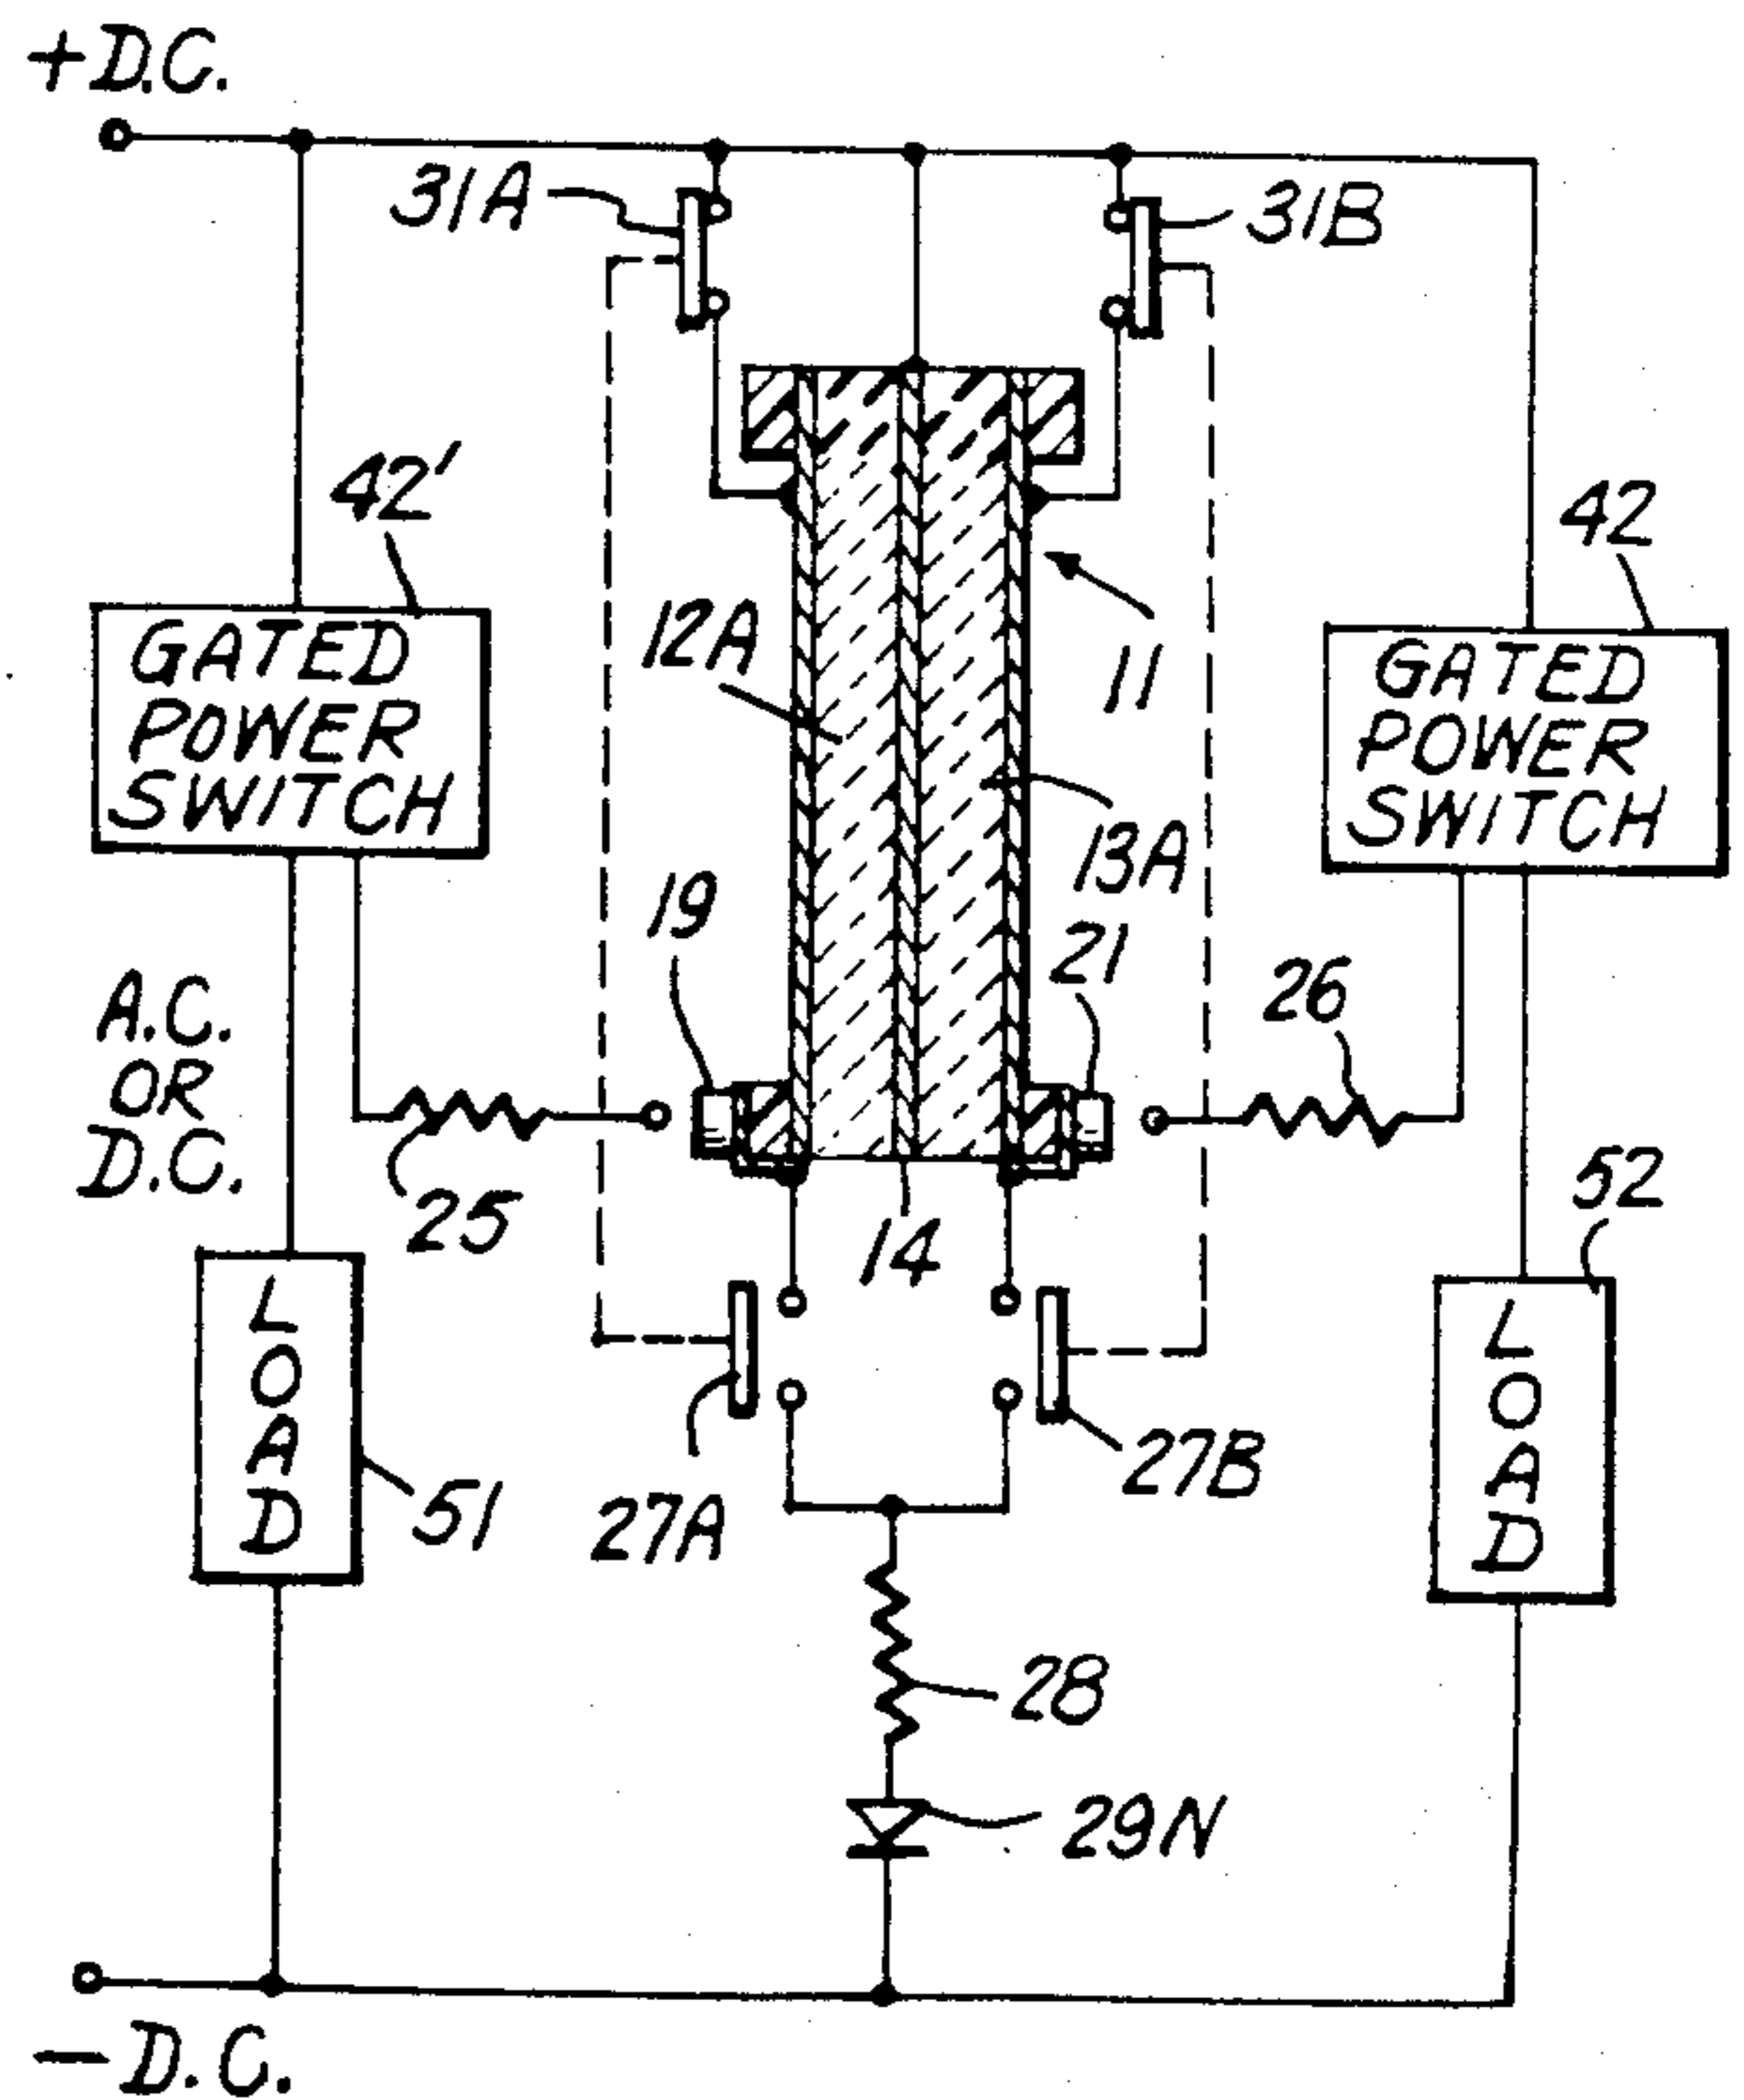 +D.C.
31A
31B
42'
42
GATED
POWER
SWITCH
12A
11
GATED
POWER
SWITCH
13A
19
21
26
A.C.
OR
D.C.
25
14
52
LOAD
LOAD
51
27A
27B
28
29N
-D.C.